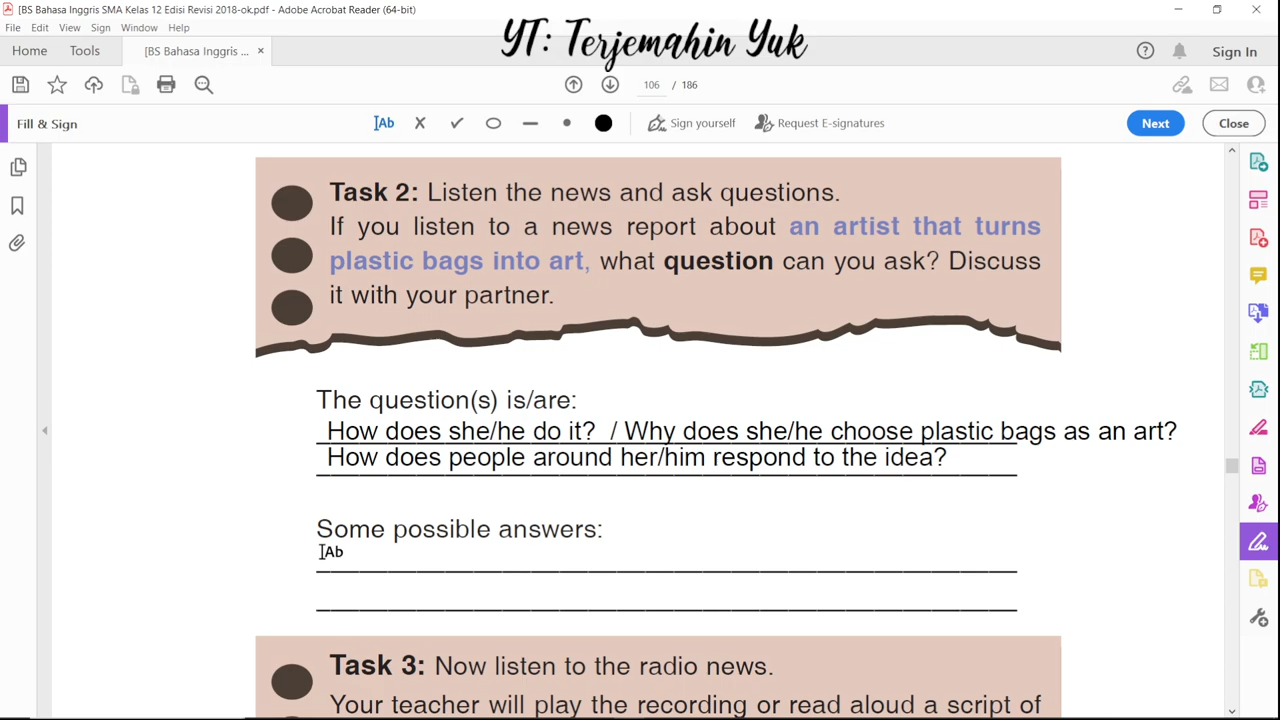 [BS Bahasa Inggris SMA Kelas 12 Edisi Revisi 2018-ok.pdf - Adobe Acrobat Reader (64-bit)
File Edit View Sign Window Help
YT: Terjemahin Yuk
Home Tools [BS Bahasa Inggris ... × Sign In
106 / 186
Fill & Sign IAb Sign yourself Request E-signatures Next Close
Task 2: Listen the news and ask questions.
If you listen to a news report about an artist that turns
plastic bags into art, what question can you ask? Discuss
it with your partner.
The question(s) is/are:
How does she/he do it? / Why does she/he choose plastic bags as an art?
How does people around her/him respond to the idea?
Some possible answers:
IAb
Task 3: Now listen to the radio news.
Your teacher will play the recording or read aloud a script of